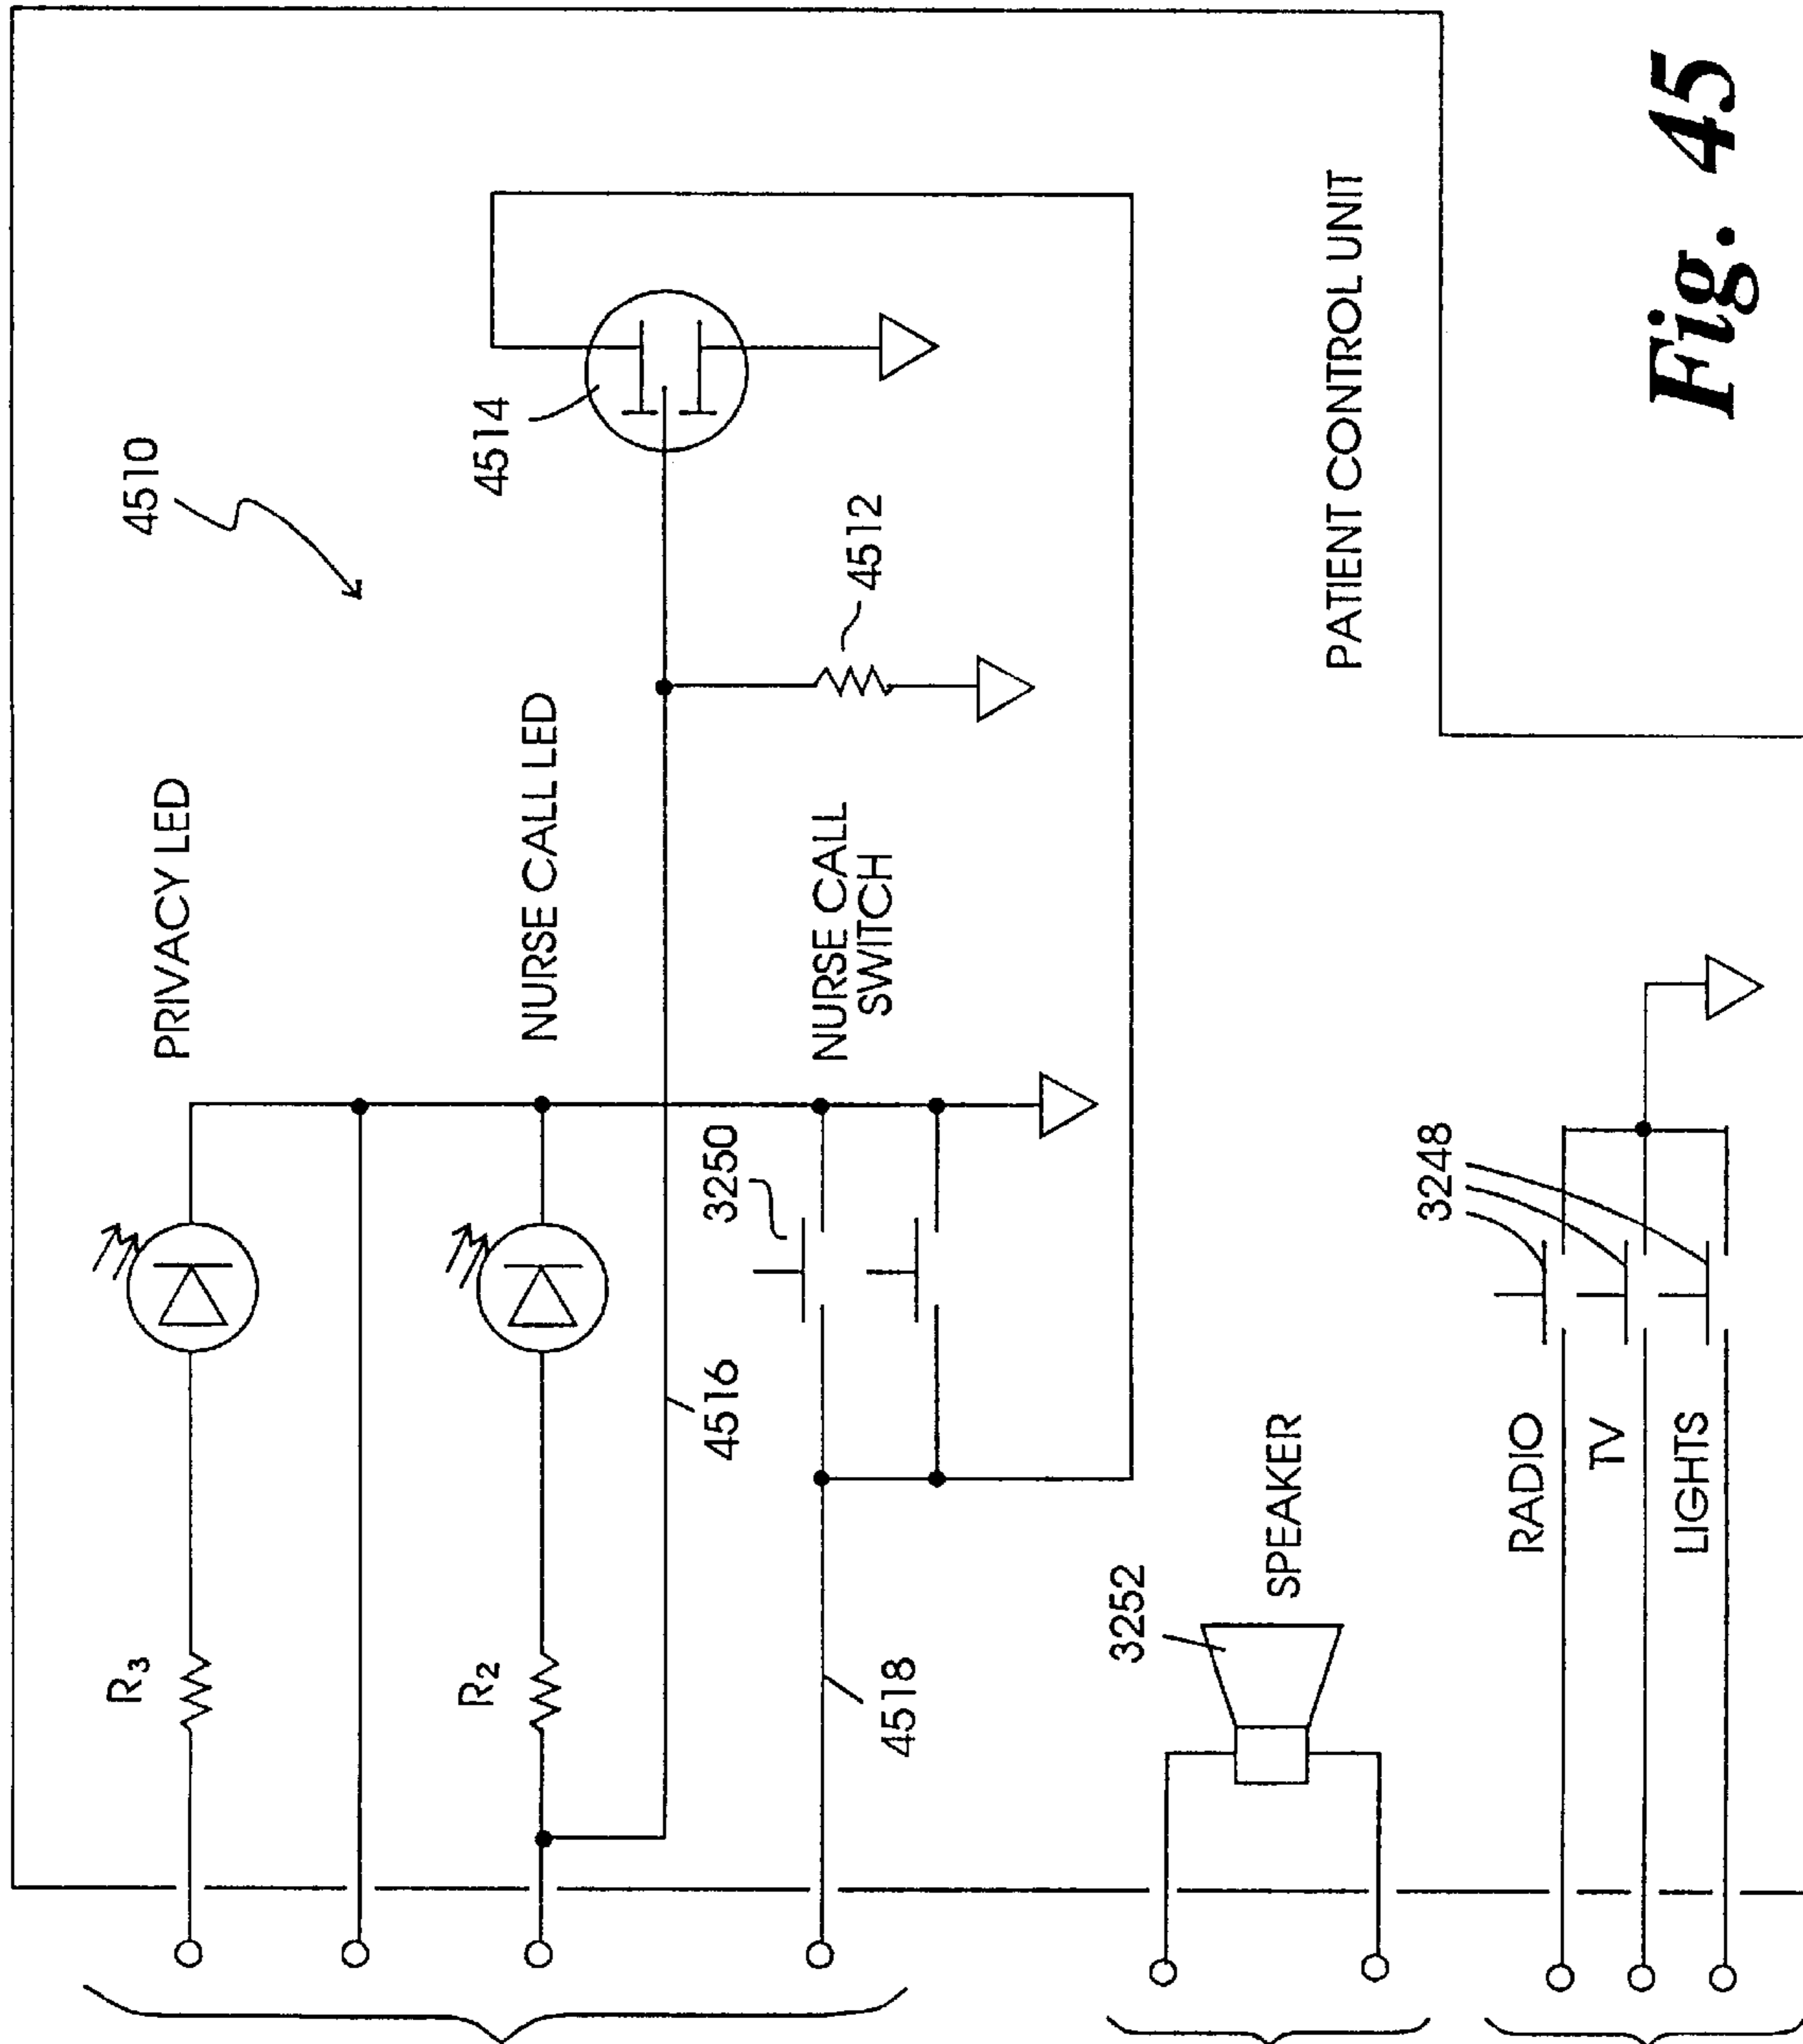 4510
PRIVACY LED
R3
NURSE CALL LED
4514
R2
4512
4516
NURSE CALL
SWITCH
3250
4518
3252
SPEAKER
PATIENT CONTROL UNIT
3248
RADIO
TV
LIGHTS
Fig. 45